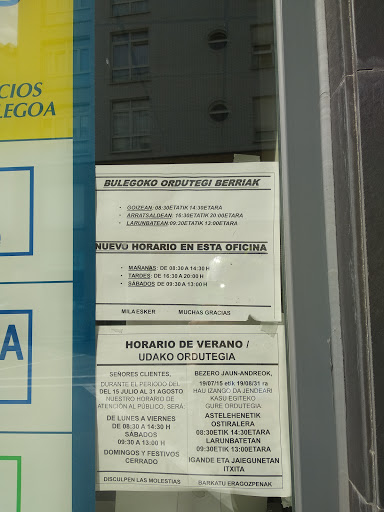 CIOS
LEGOA
A
BULEGOKO ORDUTEGI BERRIAK
GOIZEAN: 08:30ETATIK 14:30ETARA
ARRATSALDEAN: 16:30ETATIK 20:00ETARA
LARUNBATEAN: 09:30ETATIK 13:00ETARA
NUEVO HORARIO EN ESTA OFICINA
MAÑANAS: DE 08:30 A 14:30 H
TARDES: DE 16:30 A 20:00 H
SÁBADOS DE 09:30 A 13:00 H
MILA ESKER MUCHAS GRACIAS
HORARIO DE VERANO /
UDAKO ORDUTEGIA
SEÑORES CLIENTES,
DURANTE EL PERIODO DEL
DEL 15 JULIO AL 31 AGOSTO
NUESTRO HORARIO DE
ATENCIÓN AL PÚBLICO, SERÁ:
DE LUNES A VIERNES
DE 08:30 A 14:30 H
SÁBADOS
09:30 A 13:00 H
DOMINGOS Y FESTIVOS
CERRADO
DISCULPEN LAS MOLESTIAS
BEZERO JAUN-ANDREOK,
19/07/15 etik 19/08/31 ra
HAU IZANGO DA JENDEARI
KASU EGITEKO
GURE ORDUTEGIA
ASTELEHENETIK
OSTIRALERA
08:30ETIK 14:30ETARA
LARUNBATETAN
09:30ETIK 13:00ETARA
IGANDE ETA JAIEGUNETAN
ITXITA
BARKATU ERAGOZPENAK